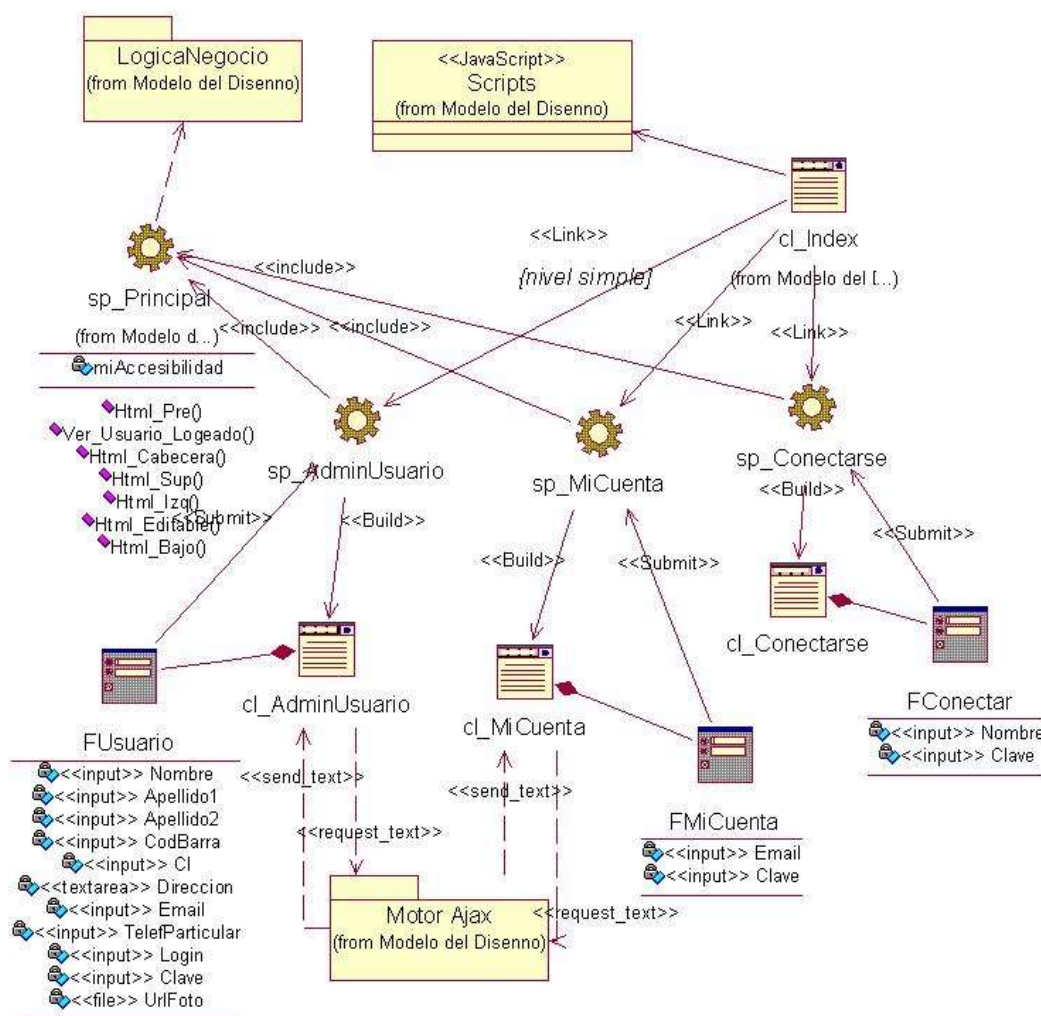 LogicaNegocio
(from Modelo del Disenno)
<<JavaScript>>
Scripts
(from Modelo del Disenno)
cl_Index
(from Modelo del [...)
<<Link>>
{nivel simple}
<<include>>
sp_Principal
(from Modelo d...)
<<include>>
<<include>>
<<Link>>
<<Link>>
miAccesibilidad
Html_Pre()
Ver_Usuario_Logeado()
Html_Cabecera()
Html_Sup()
Html_Izq()
Html_Editable()
Html_Bajo()
sp_AdminUsuario
sp_MiCuenta
sp_Conectarse
<<Submit>>
<<Build>>
<<Build>>
<<Submit>>
<<Build>>
<<Submit>>
cl_Conectarse
cl_AdminUsuario
cl_MiCuenta
FConectar
<<input>> Nombre
<<input>> Clave
FUsuario
<<input>> Nombre
<<input>> Apellido1
<<input>> Apellido2
<<input>> CodBarra
<<input>> CI
<<textarea>> Direccion
<<input>> Email
<<input>> TelefParticular
<<input>> Login
<<input>> Clave
<<file>> UrlFoto
<<send_text>>
<<request_text>>
<<send_text>>
<<request_text>>
FMiCuenta
<<input>> Email
<<input>> Clave
Motor Ajax
(from Modelo del Disenno)